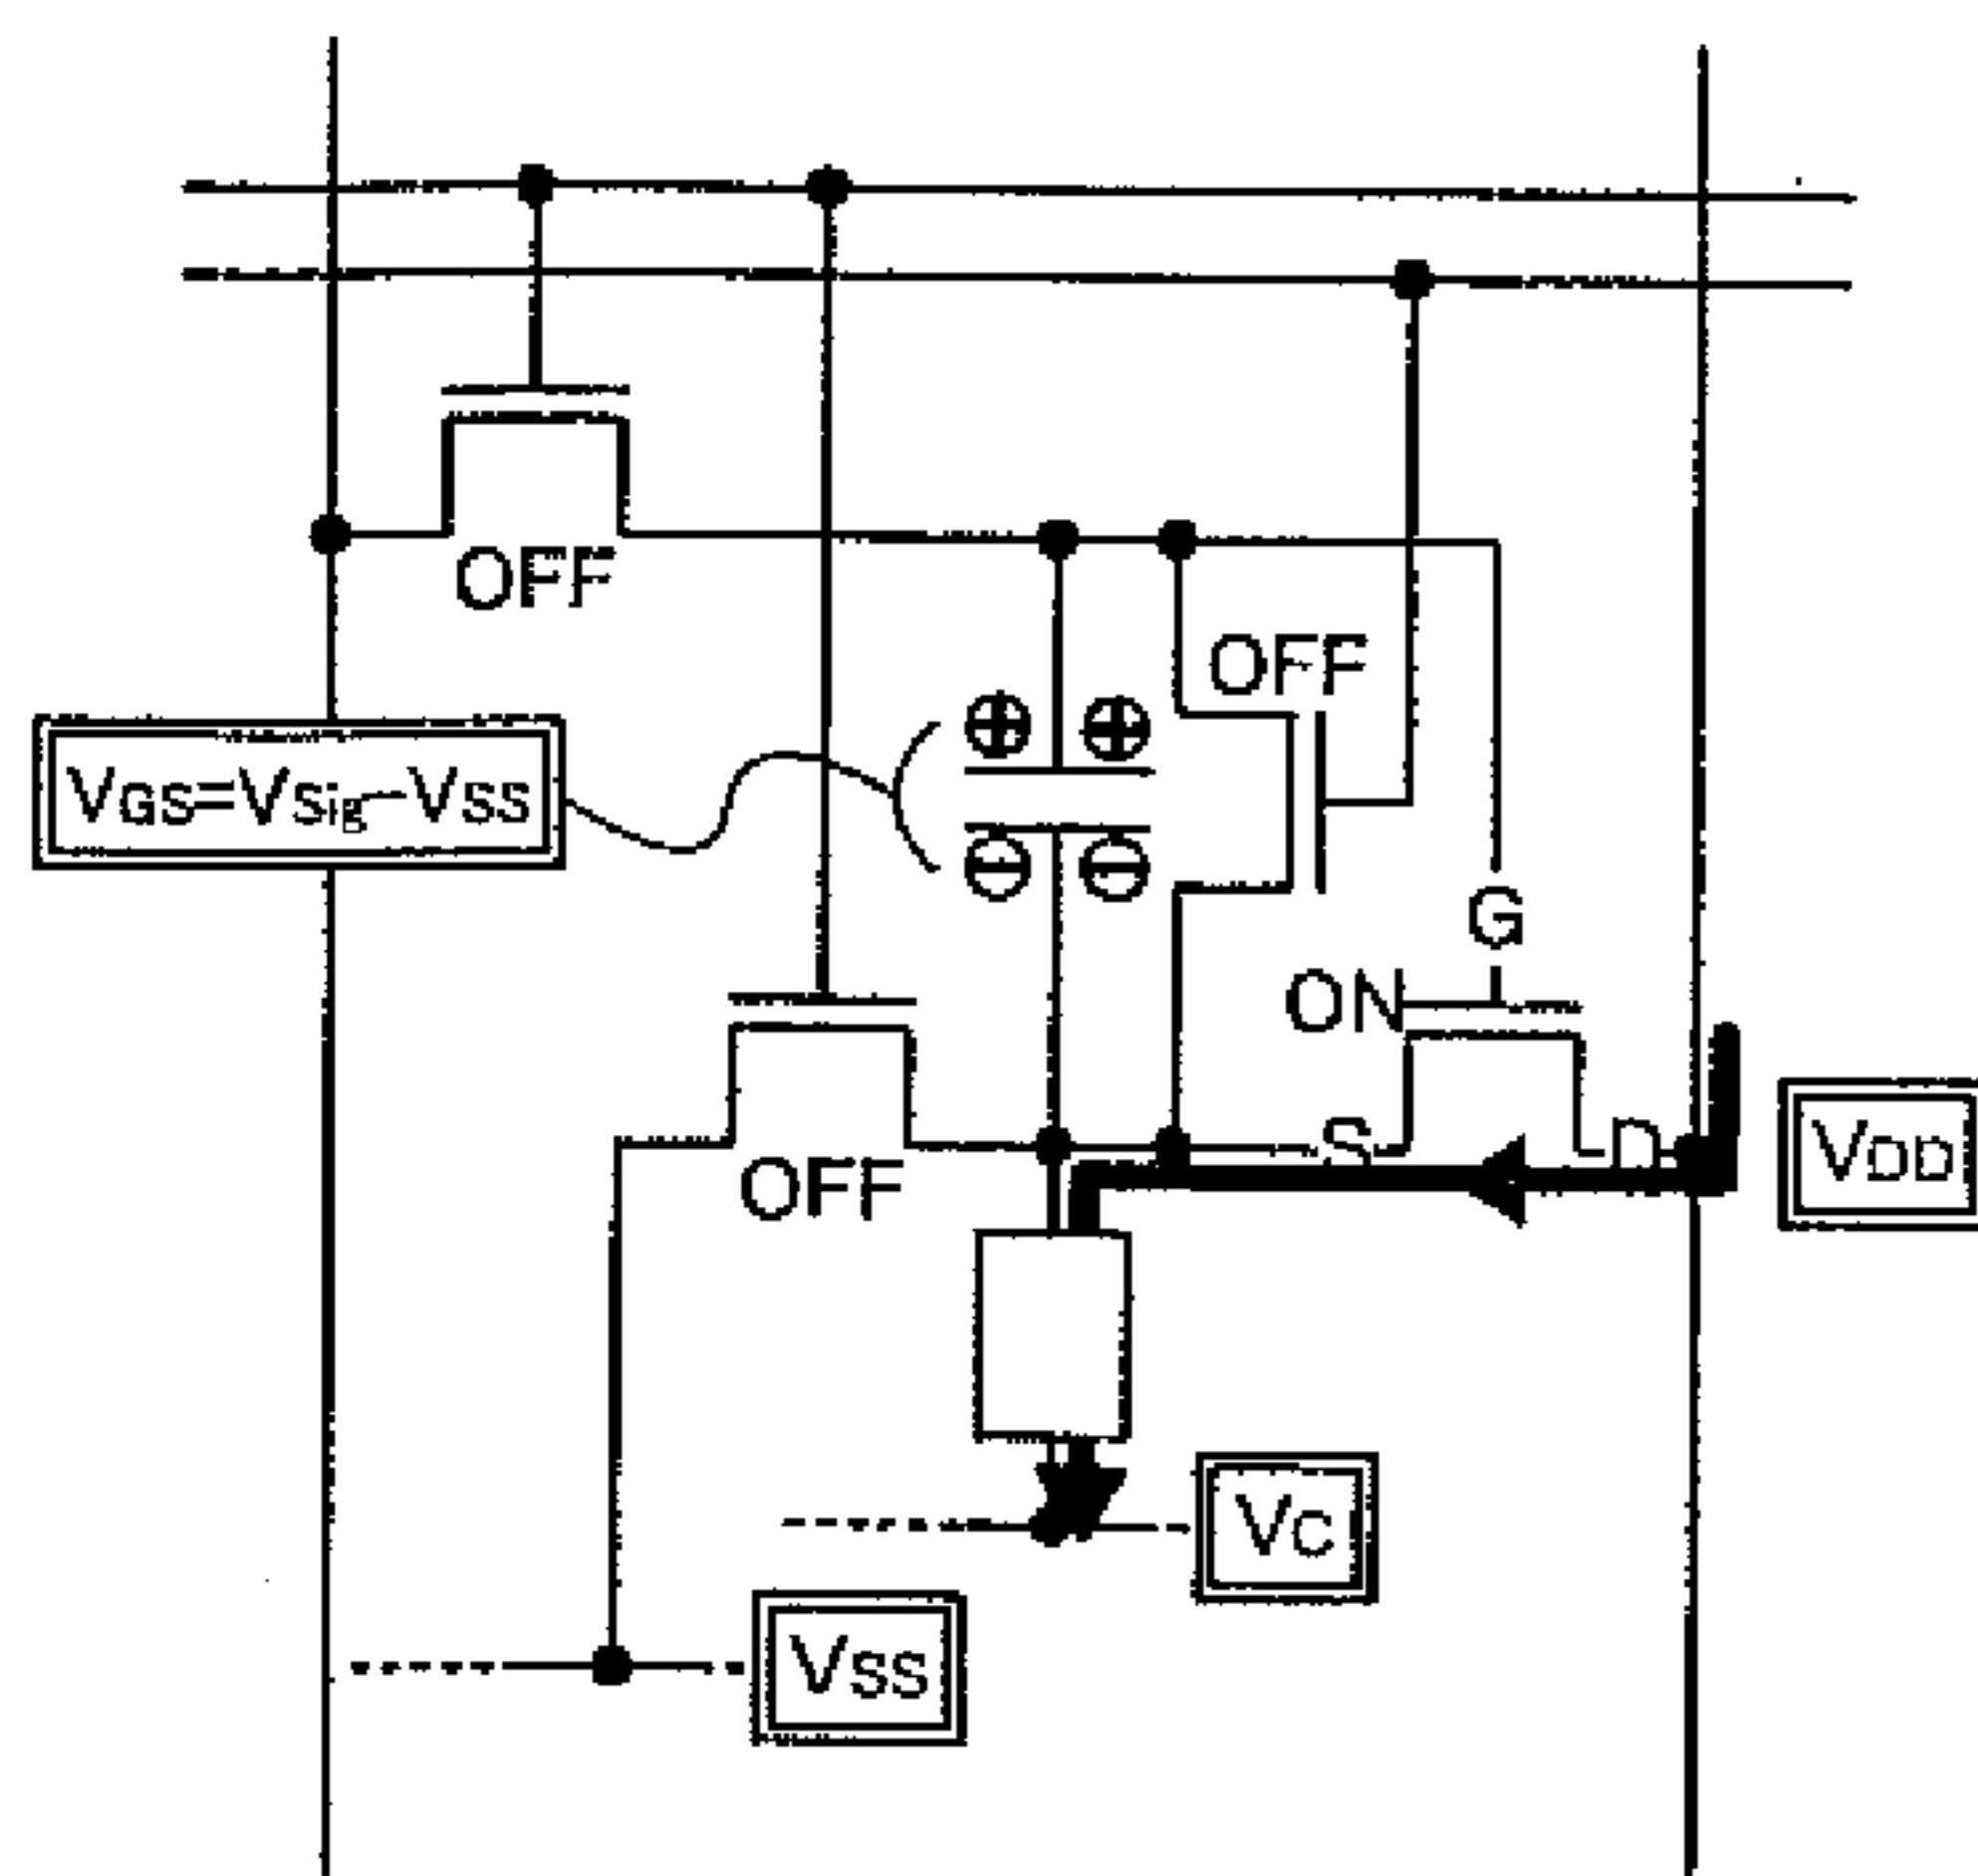 OFF
OFF
⊕ ⊕
VGS=VSig−VSS
⊖ ⊖
G
ON
S
D
VDD
OFF
VC
VSS